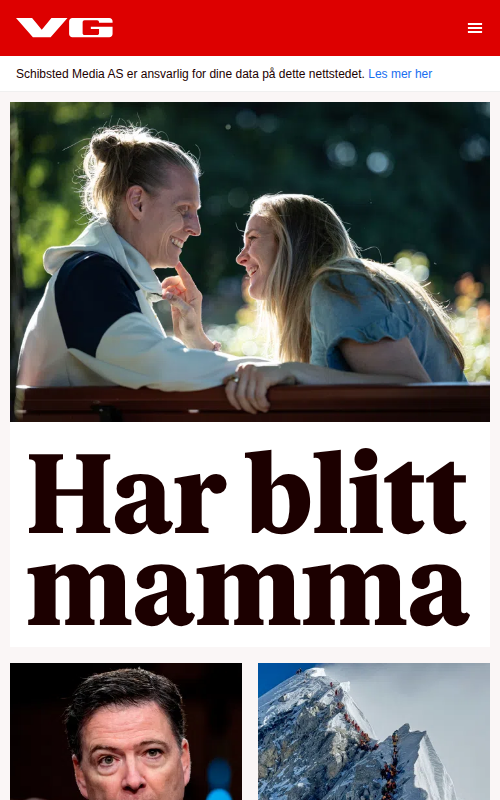 VG
Schibsted Media AS er ansvarlig for dine data på dette nettstedet. Les mer her
Har blitt
mamma